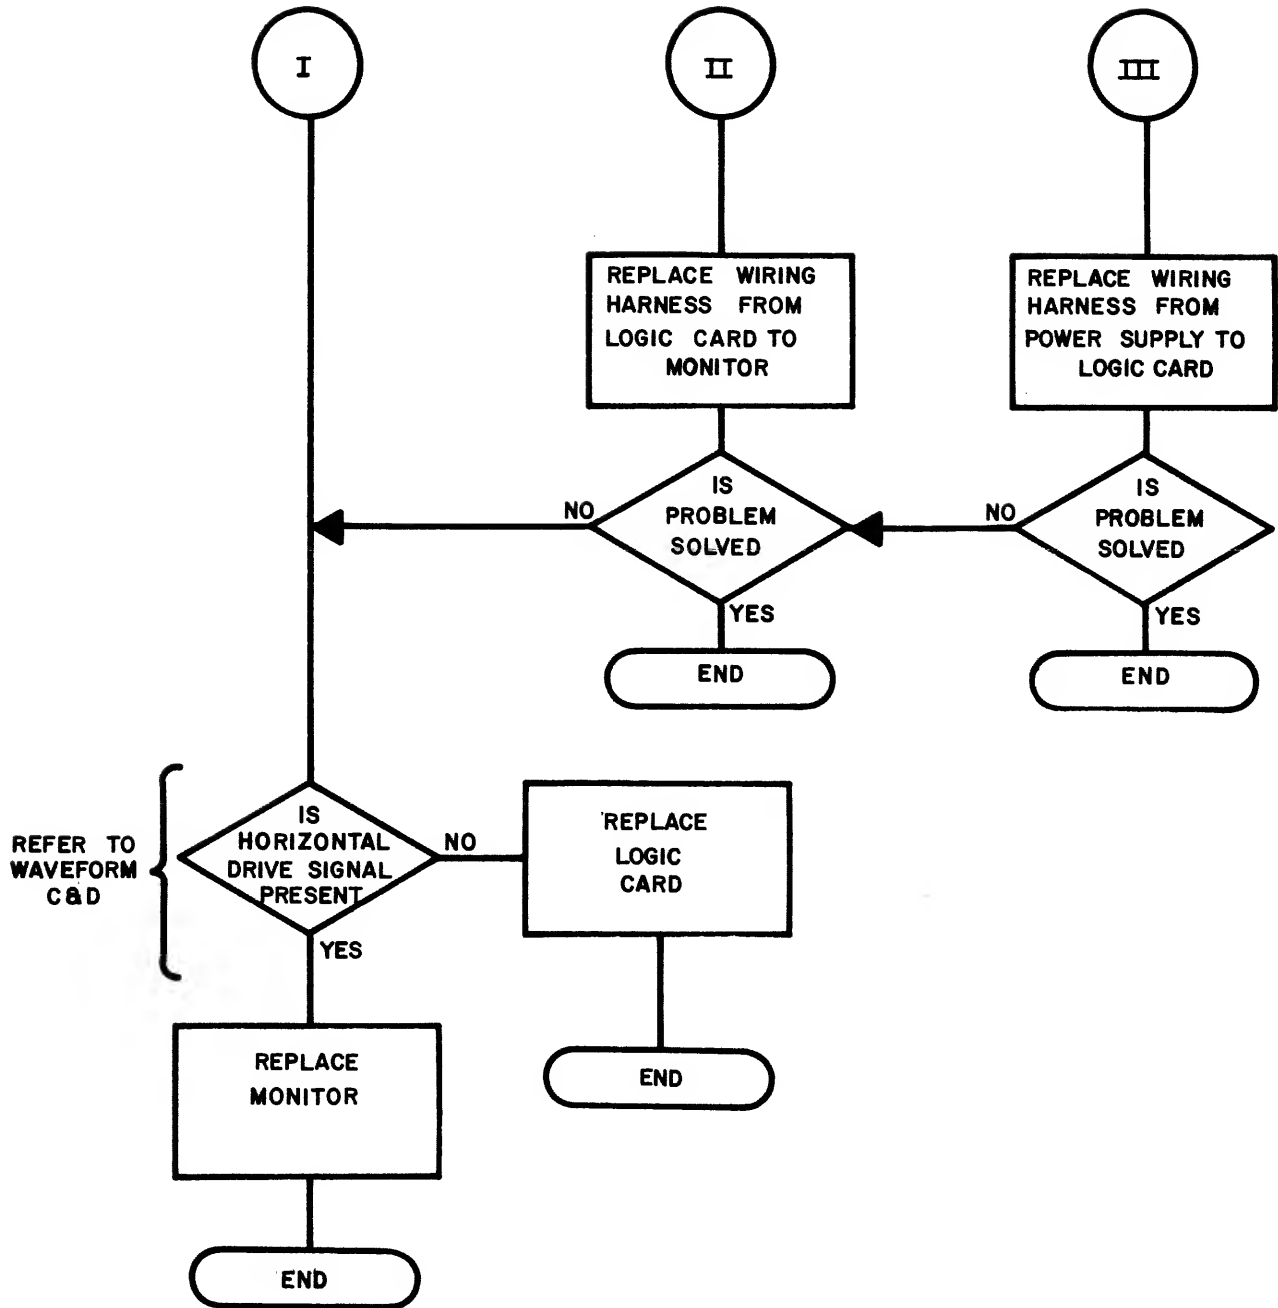 I
II
III
REPLACE WIRING
HARNESS FROM
LOGIC CARD TO
MONITOR
REPLACE WIRING
HARNESS FROM
POWER SUPPLY TO
LOGIC CARD
NO
IS
PROBLEM
SOLVED
YES
END
NO
IS
PROBLEM
SOLVED
YES
END
REFER TO
WAVEFORM
C&D
IS
HORIZONTAL
DRIVE SIGNAL
PRESENT
NO
YES
REPLACE
LOGIC
CARD
END
REPLACE
MONITOR
END